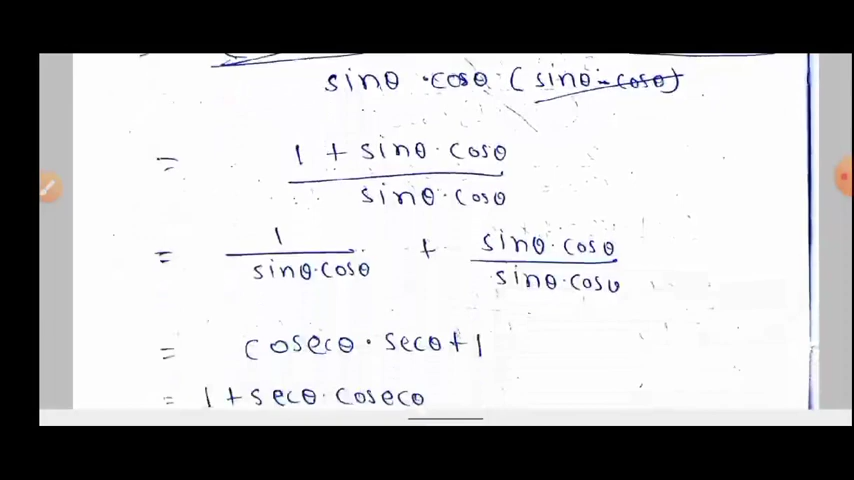 sinθ · cosθ · (sinθ - cosθ)
= 1 + sinθ · cosθ
sinθ · cosθ
= 1 + sinθ · cosθ
sinθ · cosθ sinθ · cosθ
= cosecθ · secθ + 1
= 1 + secθ · cosecθ